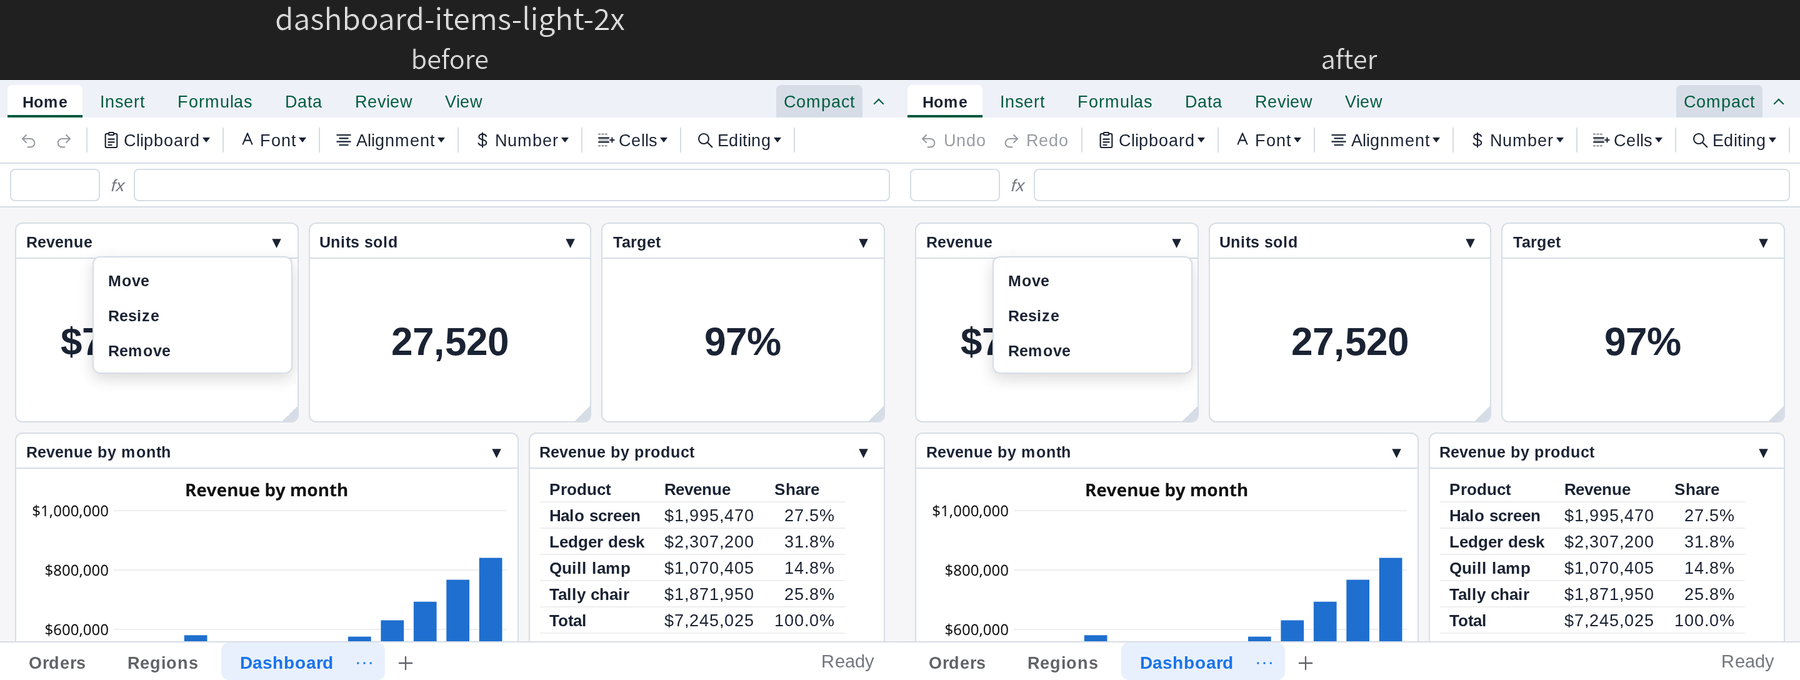 dashboard-items-light-2x
before
after
Home Insert Formulas Data Review View Compact
Clipboard Font Alignment $ Number Cells Editing
fx
Revenue Units sold Target
Move
Resize
Remove
$7 27,520 97%
Revenue by month
Revenue by month
$1,000,000
$800,000
$600,000
Revenue by product
Product Revenue Share
Halo screen $1,995,470 27.5%
Ledger desk $2,307,200 31.8%
Quill lamp $1,070,405 14.8%
Tally chair $1,871,950 25.8%
Total $7,245,025 100.0%
Orders Regions Dashboard ... + Ready
Home Insert Formulas Data Review View Compact
Undo Redo Clipboard A Font Alignment $ Number Cells Editing
fx
Revenue Units sold Target
Move
Resize
Remove
$7 27,520 97%
Revenue by month
Revenue by month
$1,000,000
$800,000
$600,000
Revenue by product
Product Revenue Share
Halo screen $1,995,470 27.5%
Ledger desk $2,307,200 31.8%
Quill lamp $1,070,405 14.8%
Tally chair $1,871,950 25.8%
Total $7,245,025 100.0%
Orders Regions Dashboard ... + Ready